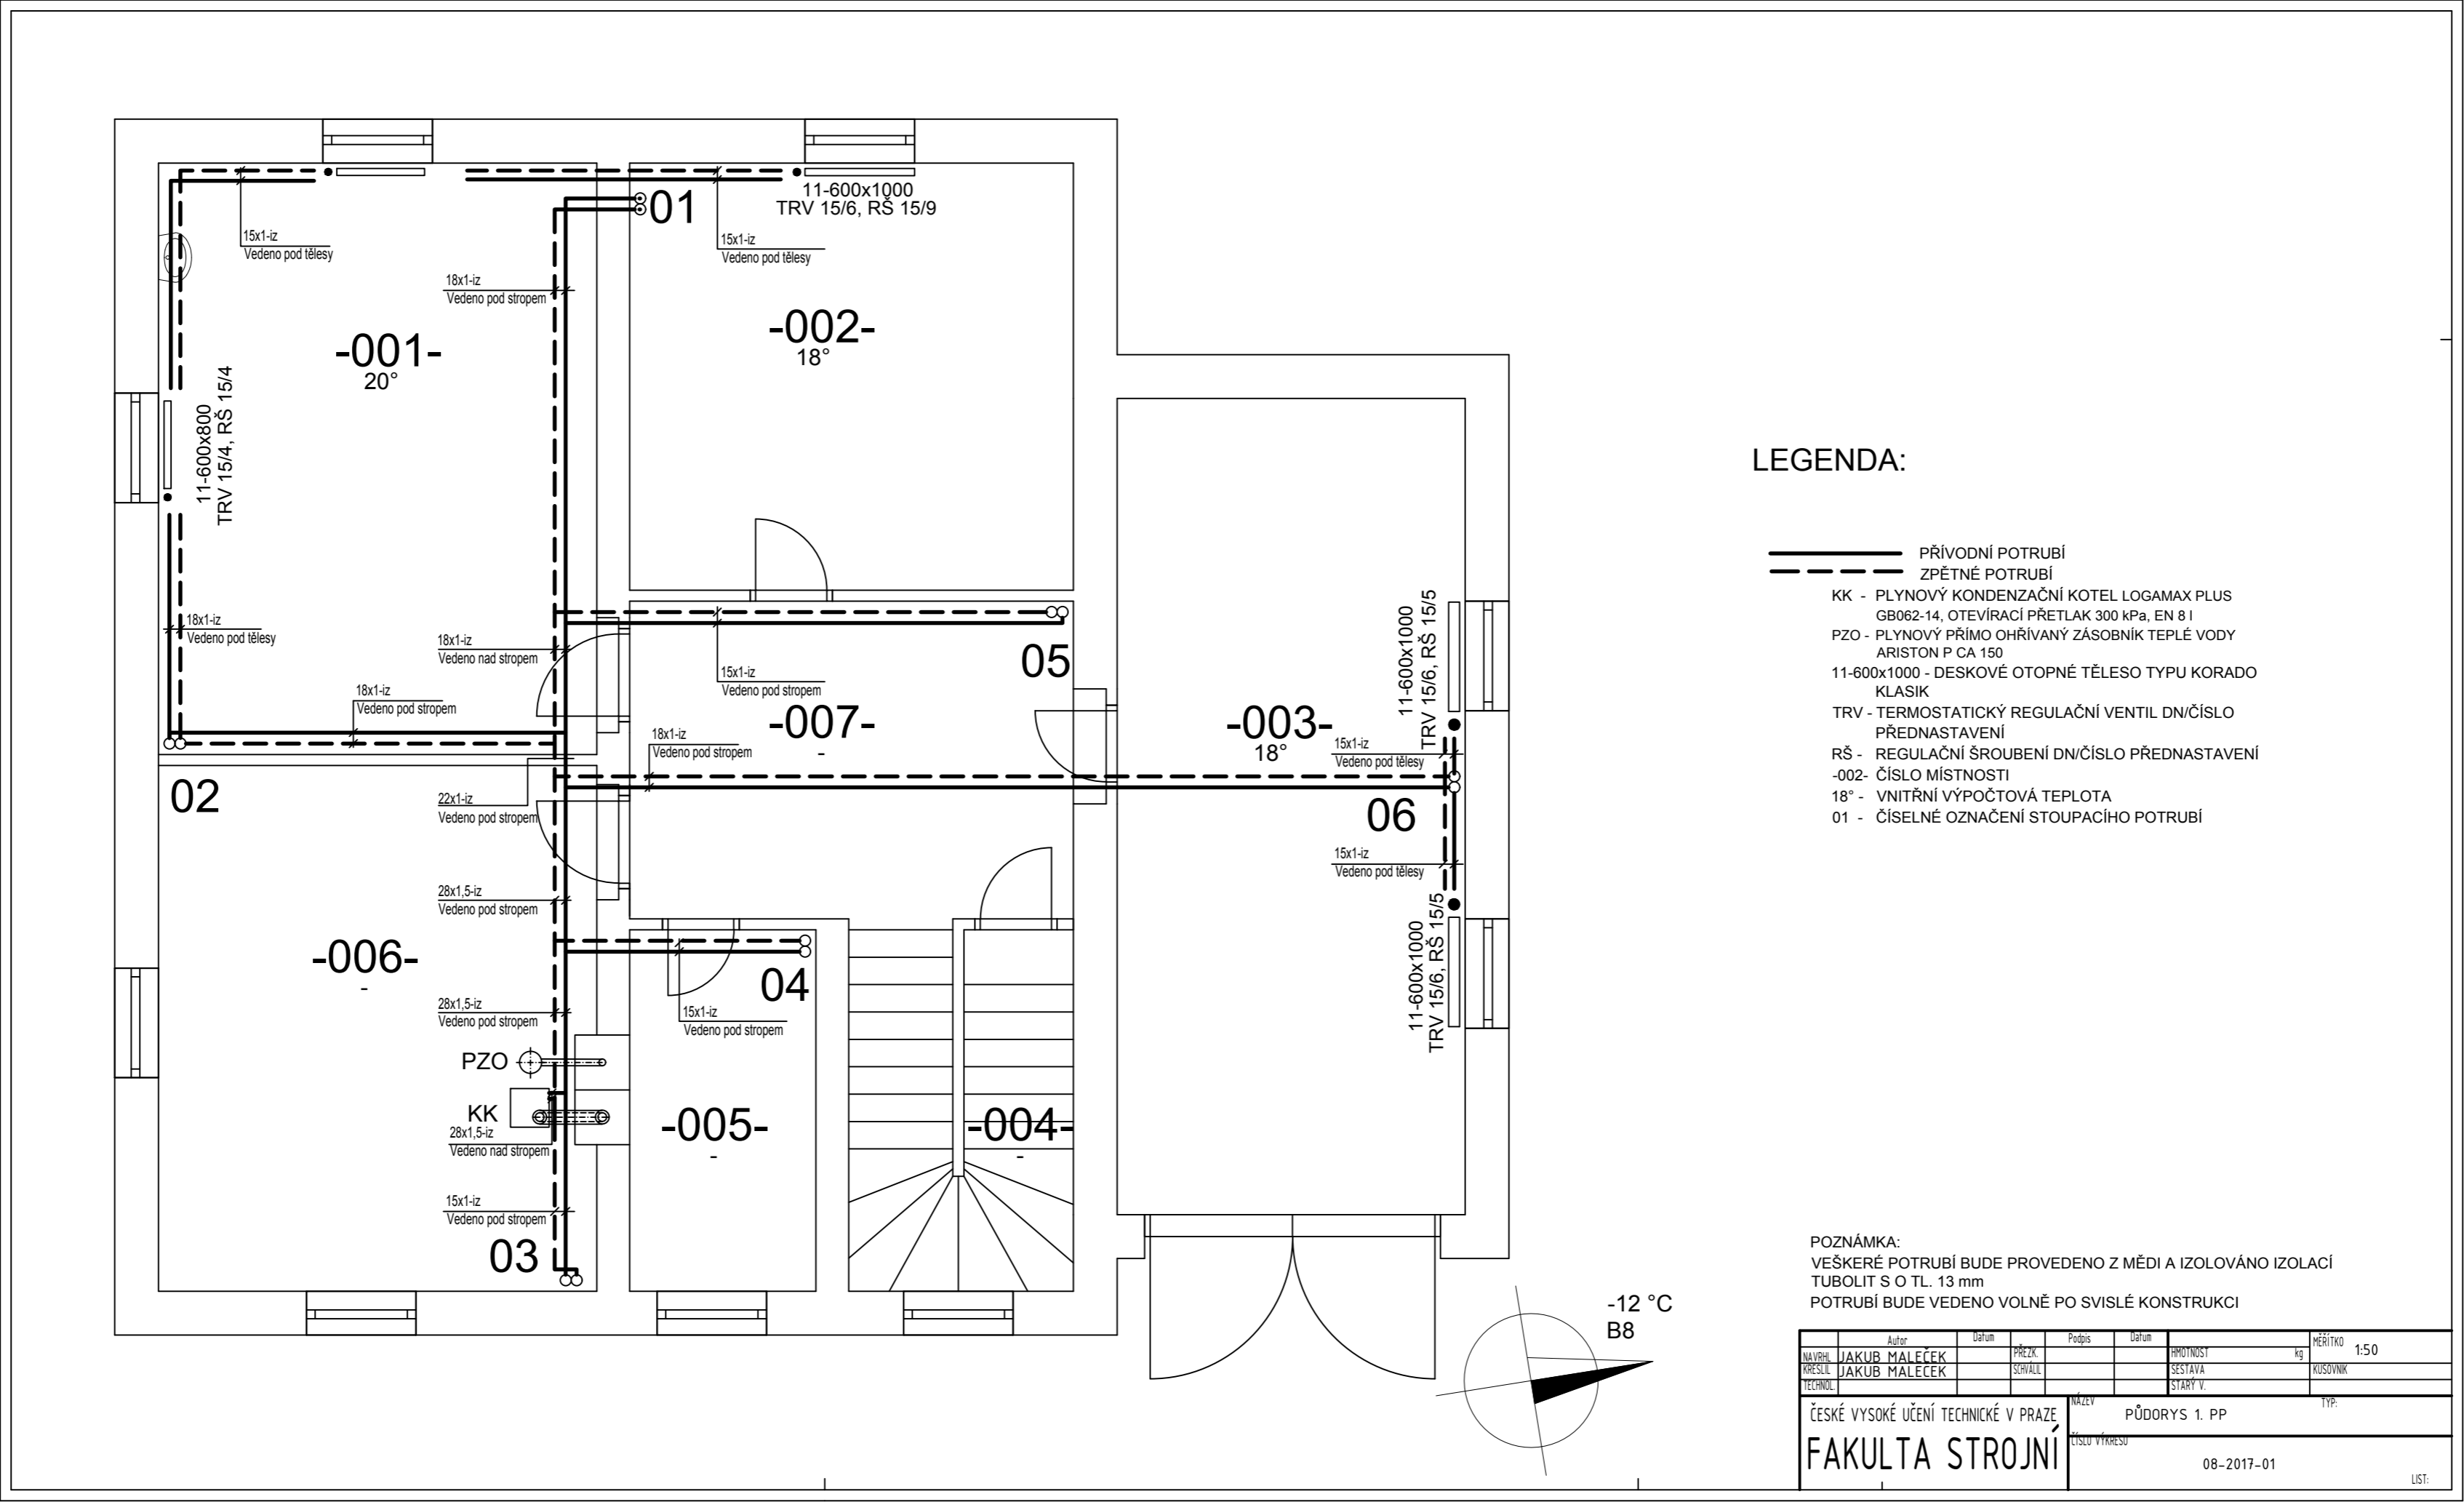 01
11-600x1000
TRV 15/6, RŠ 15/9
15x1-iz
Vedeno pod tělesy
15x1-iz
Vedeno pod tělesy
18x1-iz
Vedeno pod stropem
-001-
20°
-002-
18°
11-600x800
TRV 15/4, RŠ 15/4
18x1-iz
Vedeno pod tělesy
18x1-iz
Vedeno nad stropem
18x1-iz
Vedeno pod stropem
15x1-iz
Vedeno pod stropem
05
-007-
-
18x1-iz
Vedeno pod stropem
-003-
18°
11-600x1000
TRV 15/6, RŠ 15/5
15x1-iz
Vedeno pod tělesy
02
22x1-iz
Vedeno pod stropem
06
15x1-iz
Vedeno pod tělesy
11-600x1000
TRV 15/6, RŠ 15/5
28x1,5-iz
Vedeno pod stropem
-006-
-
28x1,5-iz
Vedeno pod stropem
04
15x1-iz
Vedeno pod stropem
PZO
KK
28x1,5-iz
Vedeno nad stropem
-005-
-
-004-
-
15x1-iz
Vedeno pod stropem
03
-12 °C
B8
LEGENDA:
PŘÍVODNÍ POTRUBÍ
ZPĚTNÉ POTRUBÍ
KK - PLYNOVÝ KONDENZAČNÍ KOTEL LOGAMAX PLUS
GB062-14, OTEVÍRACÍ PŘETLAK 300 kPa, EN 8 l
PZO - PLYNOVÝ PŘÍMO OHŘÍVANÝ ZÁSOBNÍK TEPLÉ VODY
ARISTON P CA 150
11-600x1000 - DESKOVÉ OTOPNÉ TĚLESO TYPU KORADO
KLASIK
TRV - TERMOSTATICKÝ REGULAČNÍ VENTIL DN/ČÍSLO
PŘEDNASTAVENÍ
RŠ - REGULAČNÍ ŠROUBENÍ DN/ČÍSLO PŘEDNASTAVENÍ
-002- ČÍSLO MÍSTNOSTI
18° - VNITŘNÍ VÝPOČTOVÁ TEPLOTA
01 - ČÍSELNÉ OZNAČENÍ STOUPACÍHO POTRUBÍ
POZNÁMKA:
VEŠKERÉ POTRUBÍ BUDE PROVEDENO Z MĚDI A IZOLOVÁNO IZOLACÍ
TUBOLIT S O TL. 13 mm
POTRUBÍ BUDE VEDENO VOLNĚ PO SVISLÉ KONSTRUKCI
Autor Datum Podpis Datum MĚŘÍTKO 1:50
NAVRHL JAKUB MALEČEK PŘEZK. HMOTNOST kg
KRESLIL JAKUB MALEČEK SCHVÁLIL SESTAVA KUSOVNÍK
TECHNOL. STARÝ V.
ČESKÉ VYSOKÉ UČENÍ TECHNICKÉ V PRAZE
FAKULTA STROJNÍ
NÁZEV PŮDORYS 1. PP TYP:
ČÍSLO VÝKRESU
08-2017-01
LIST: